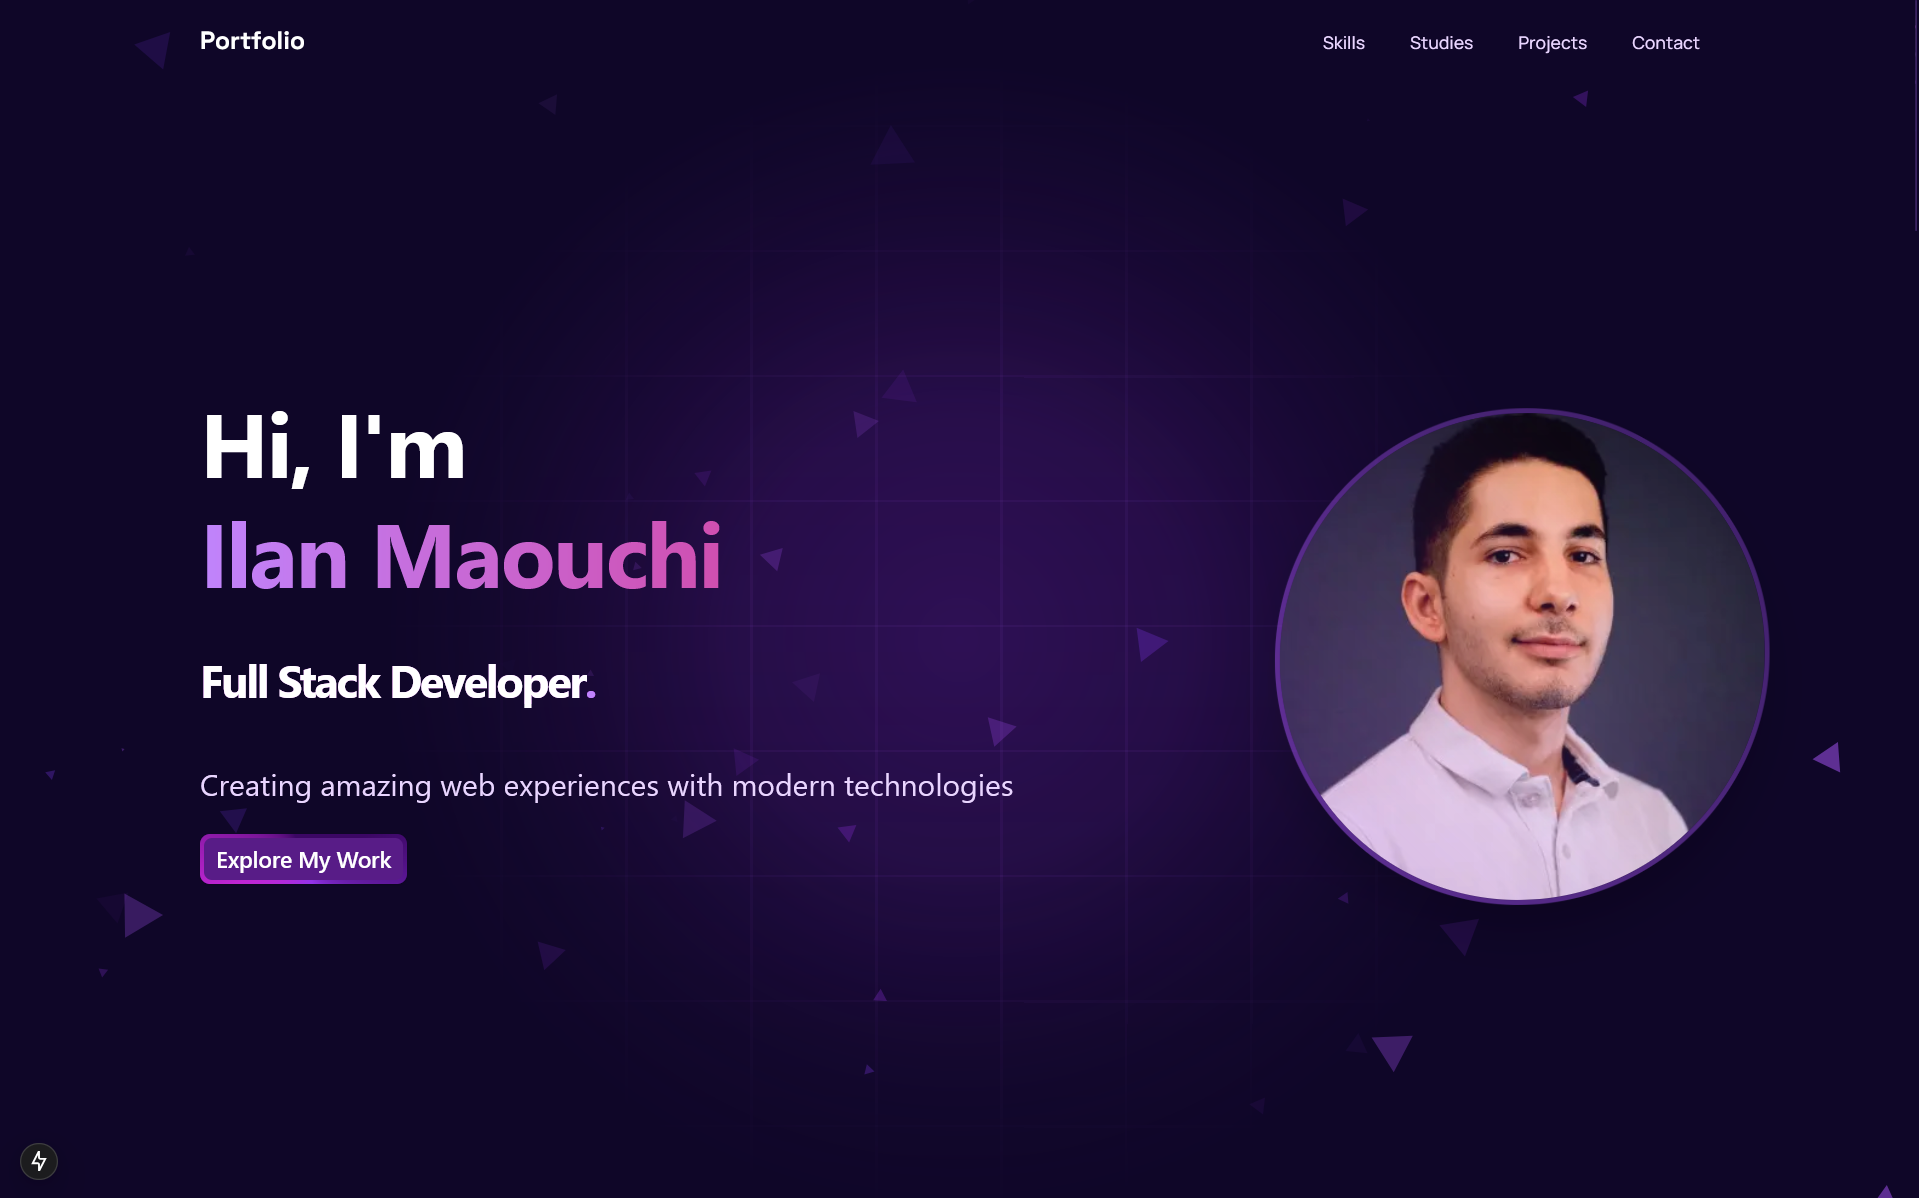 Portfolio
Skills Studies Projects Contact
Hi, I'm
Ilan Maouchi
Full Stack Developer.
Creating amazing web experiences with modern technologies
Explore My Work